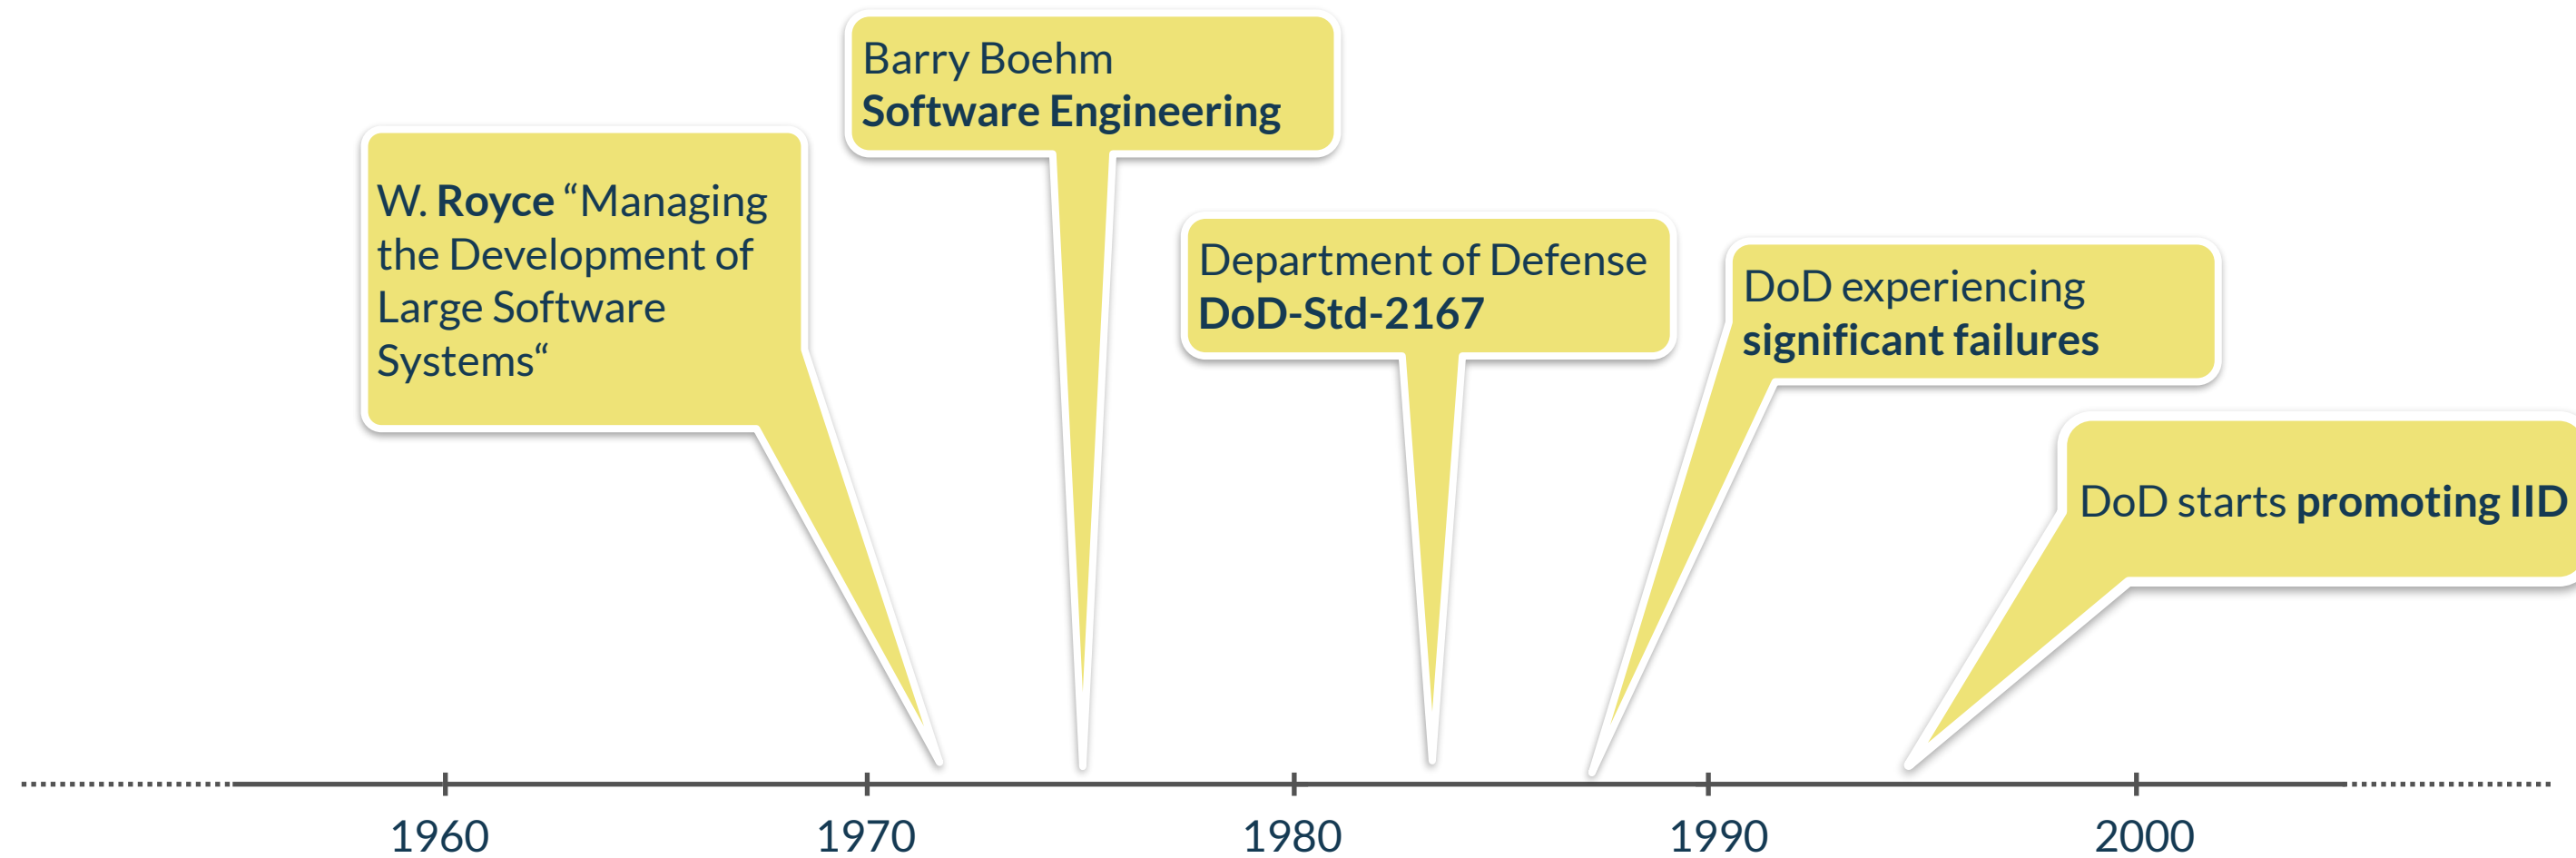 Barry Boehm
Software Engineering
W. Royce “Managing
the Development of
Large Software
Systems“
Department of Defense
DoD-Std-2167
DoD experiencing
significant failures
DoD starts promoting IID
1960
1970
1980
1990
2000